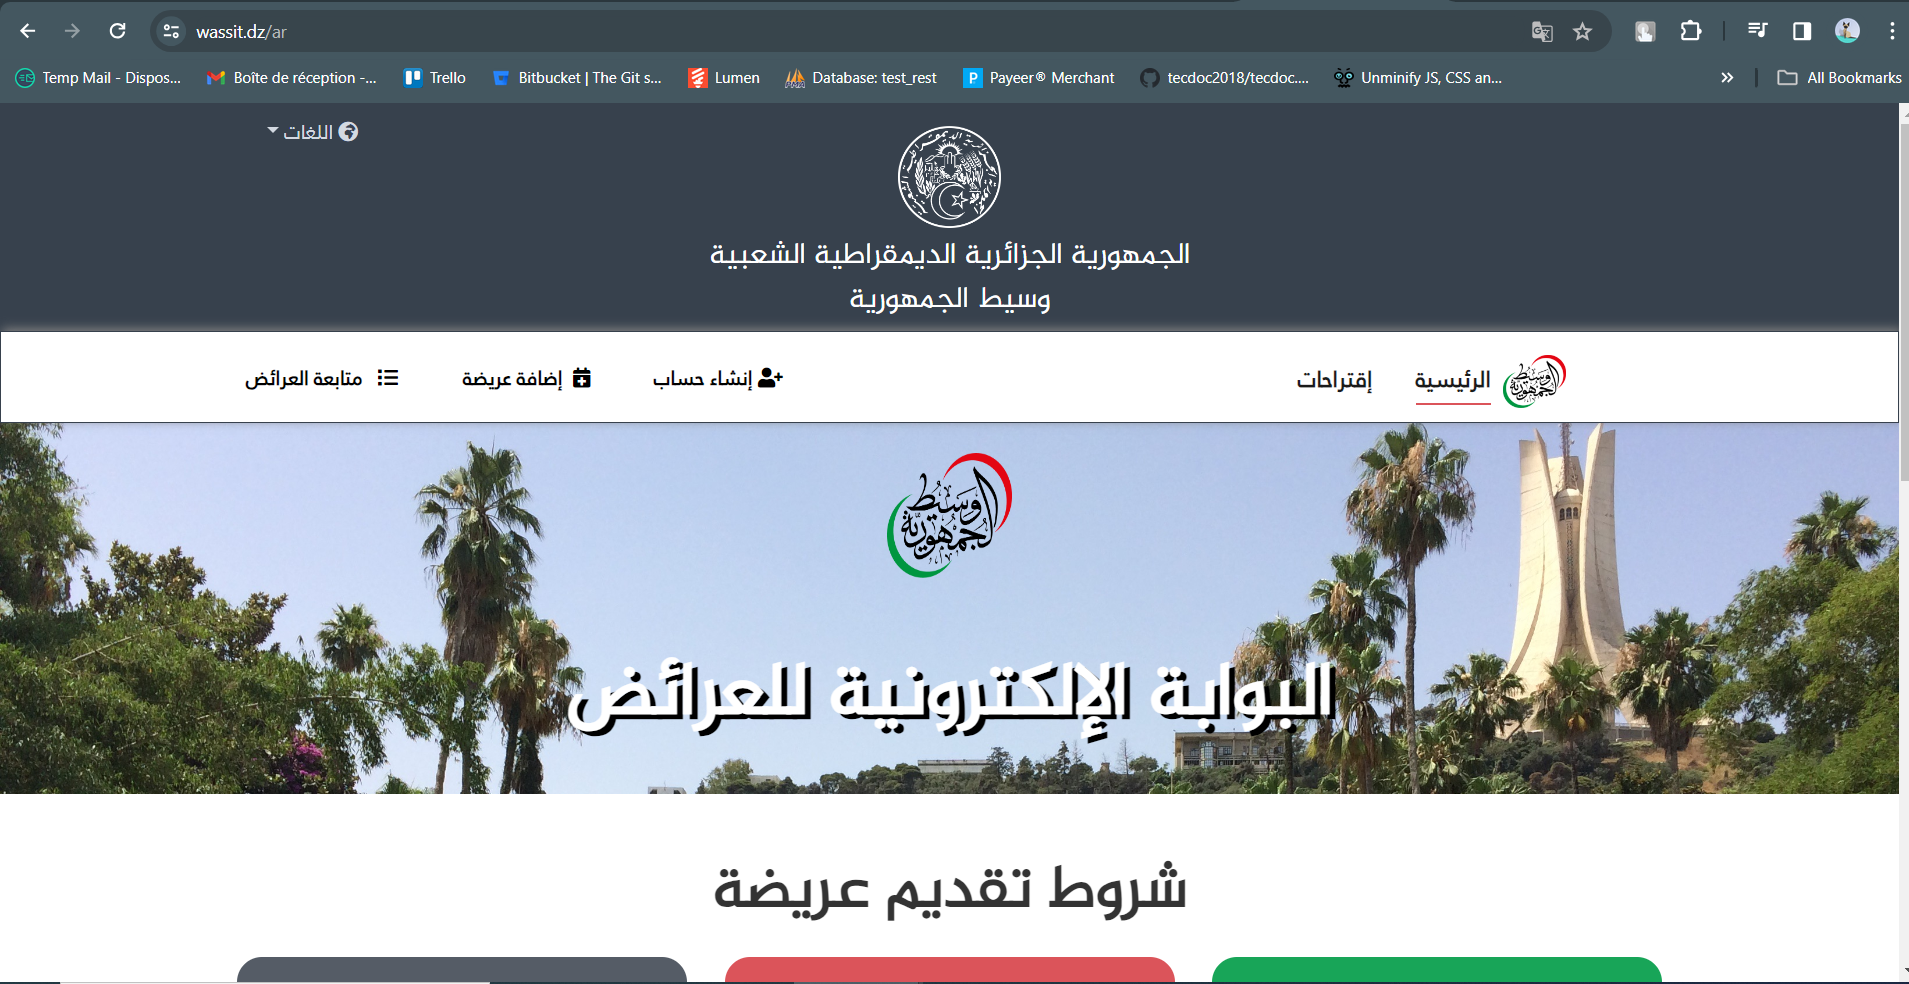 wassit.dz/ar
Temp Mail - Dispos...
Boîte de réception -...
Trello
Bitbucket | The Git s...
Lumen
Database: test_rest
Payeer® Merchant
tecdoc2018/tecdoc....
Unminify JS, CSS an...
All Bookmarks
اللغات
الجمهورية الجزائرية الديمقراطية الشعبية
وسيط الجمهورية
وسيط الجمهورية
الرئيسية
إقتراحات
إنشاء حساب
إضافة عريضة
متابعة العرائض
وسيط الجمهورية
البوابة الإلكترونية للعرائض
شروط تقديم عريضة